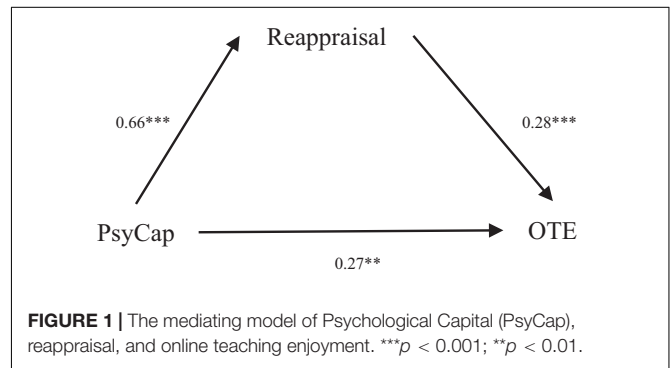 Reappraisal
0.66***
0.28***
PsyCap
OTE
0.27**
FIGURE 1 | The mediating model of Psychological Capital (PsyCap),
reappraisal, and online teaching enjoyment. ***p < 0.001; **p < 0.01.